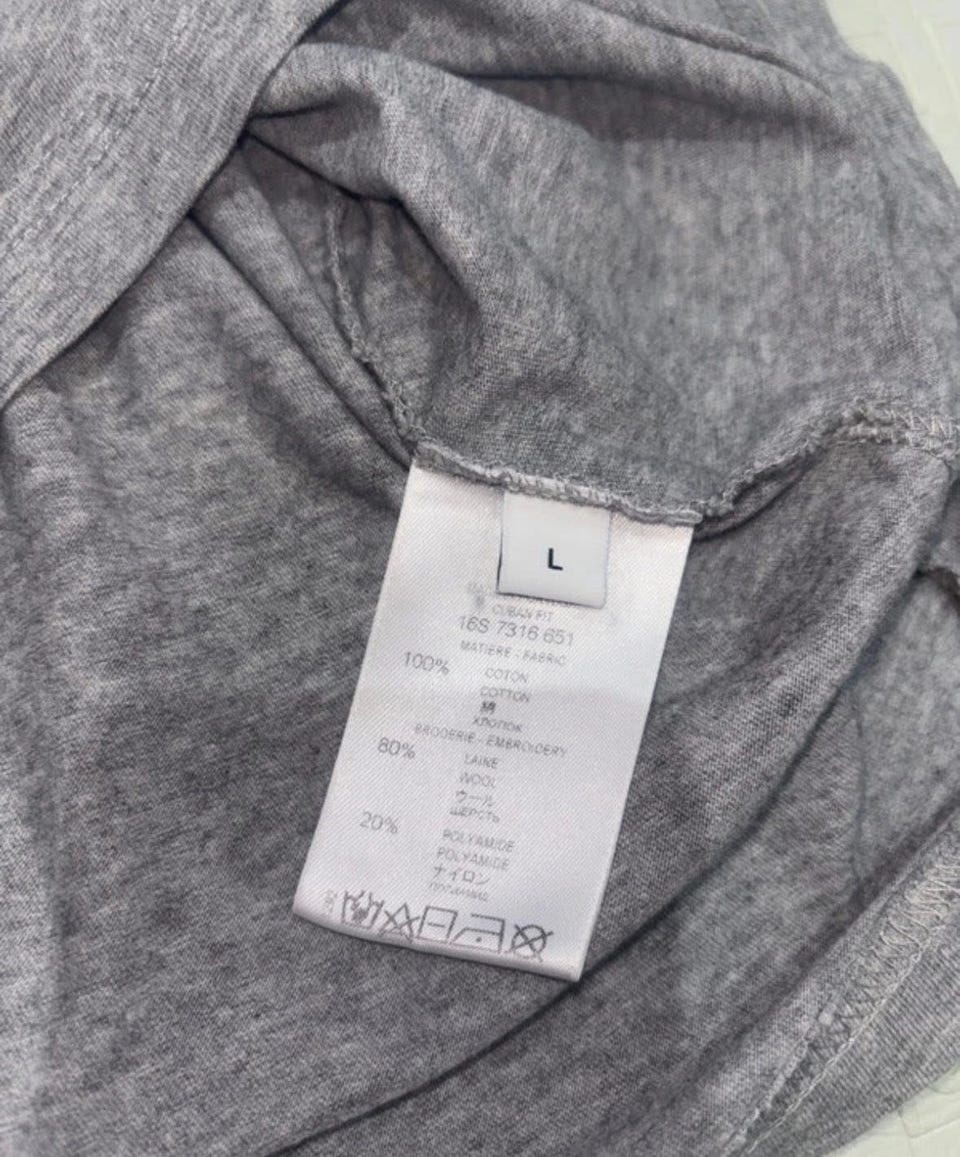 L
CUBAN FIT
16S 7316 651
MATIERE - FABRIC
100% COTON
COTTON
綿
ХЛОПОК
BRODERIE - EMBROIDERY
80% LAINE
WOOL
ウール
ШЕРСТЬ
20% POLYAMIDE
POLYAMIDE
ナイロン